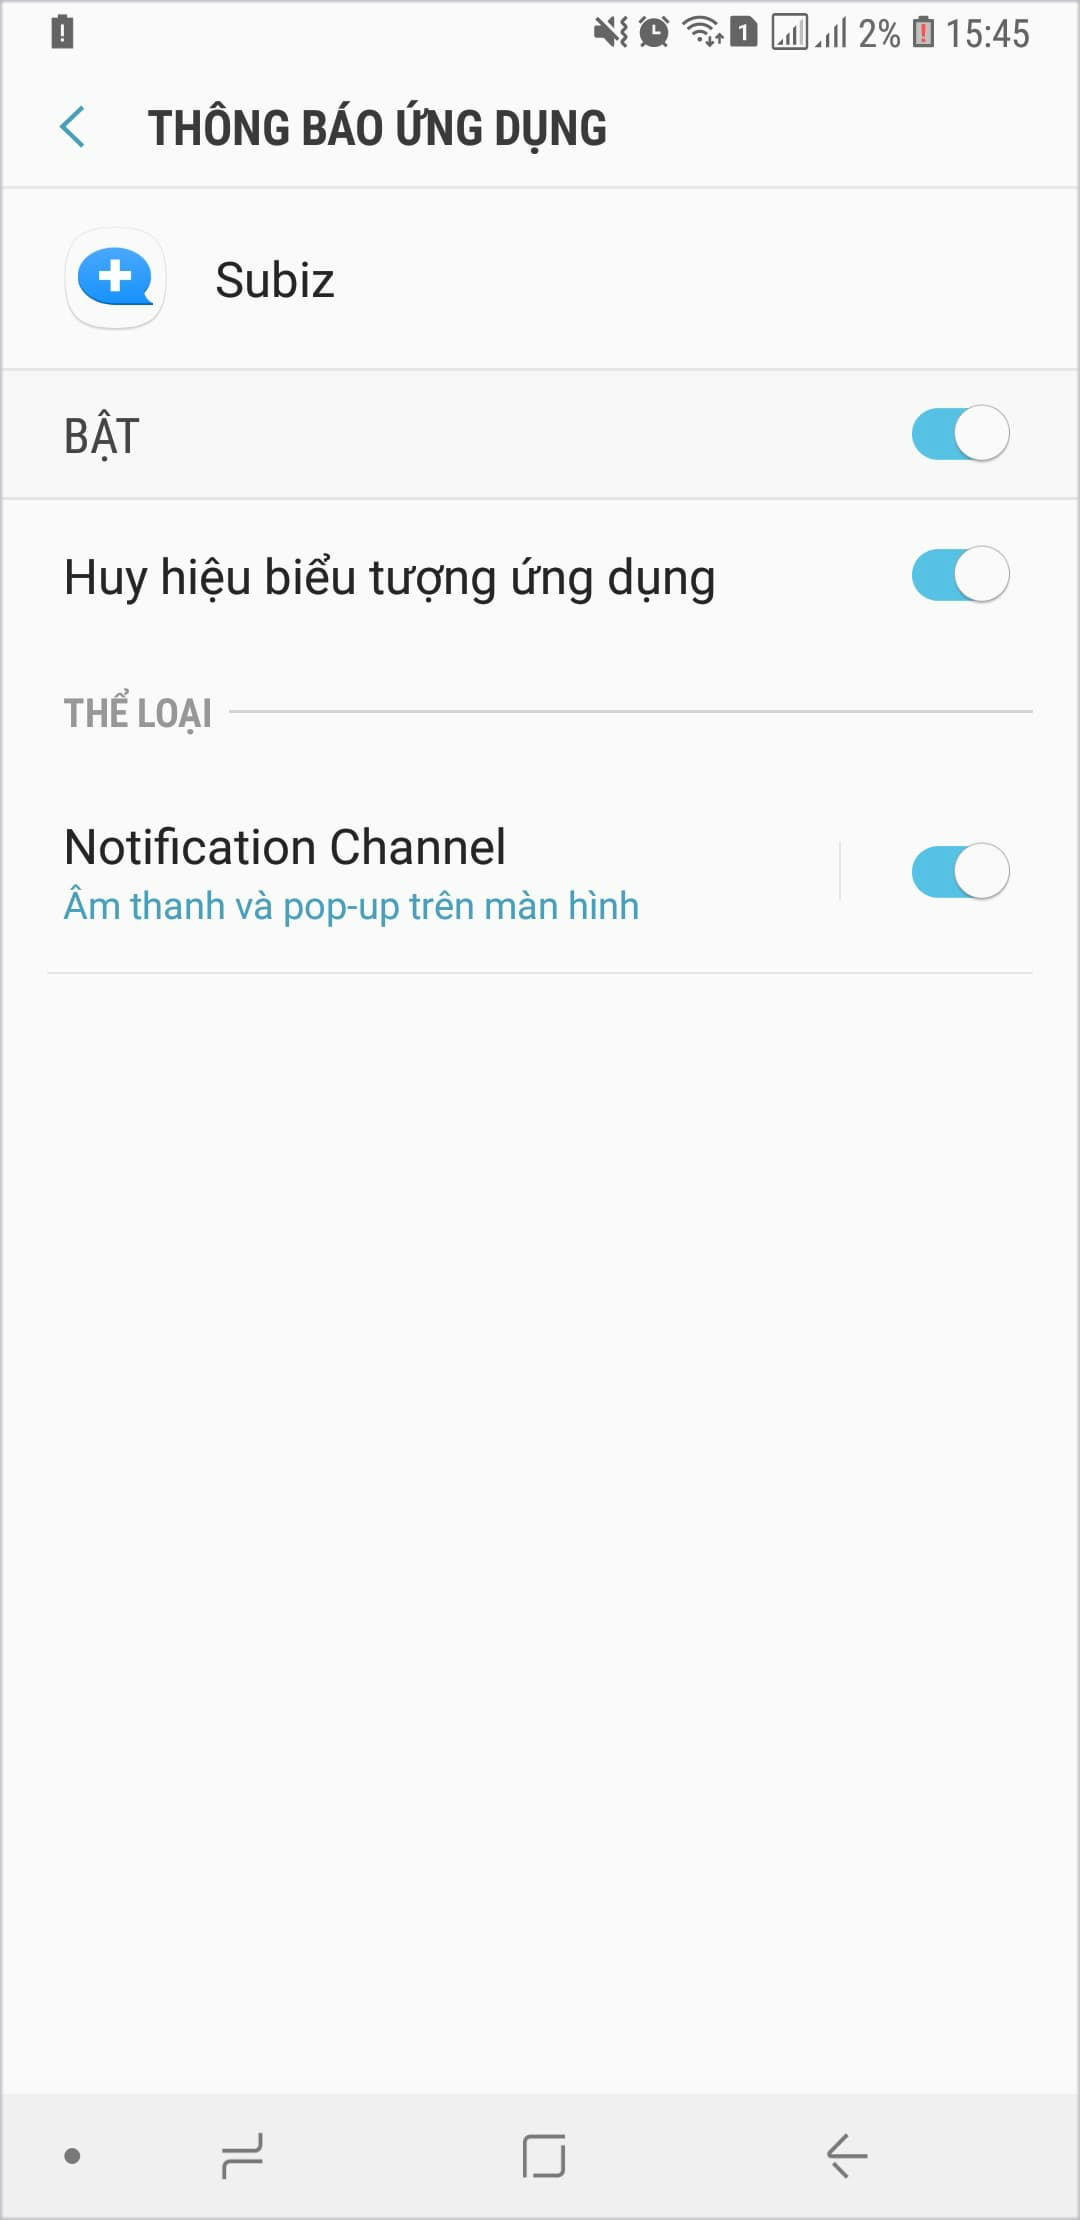 1 2% 15:45
THÔNG BÁO ỨNG DỤNG
Subiz
BẬT
Huy hiệu biểu tượng ứng dụng
THỂ LOẠI
Notification Channel
Âm thanh và pop-up trên màn hình